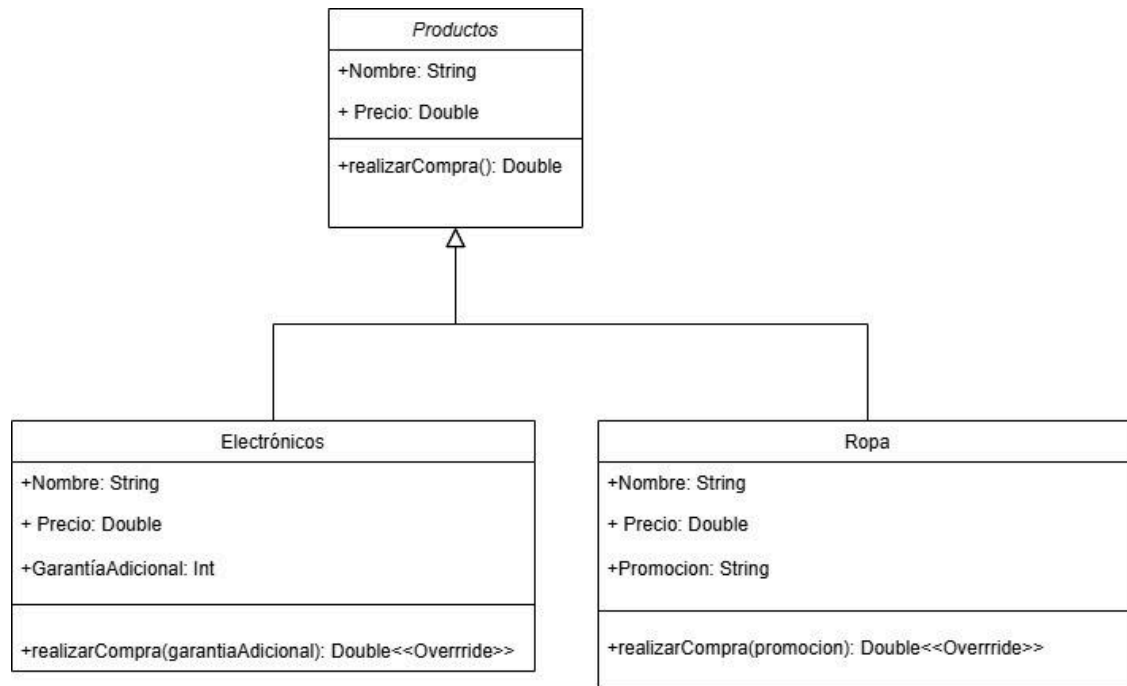 Productos
+Nombre: String
+ Precio: Double
+realizarCompra(): Double
Electrónicos
+Nombre: String
+ Precio: Double
+GarantíaAdicional: Int
+realizarCompra(garantiaAdicional): Double<<Overrride>>
Ropa
+Nombre: String
+ Precio: Double
+Promocion: String
+realizarCompra(promocion): Double<<Overrride>>